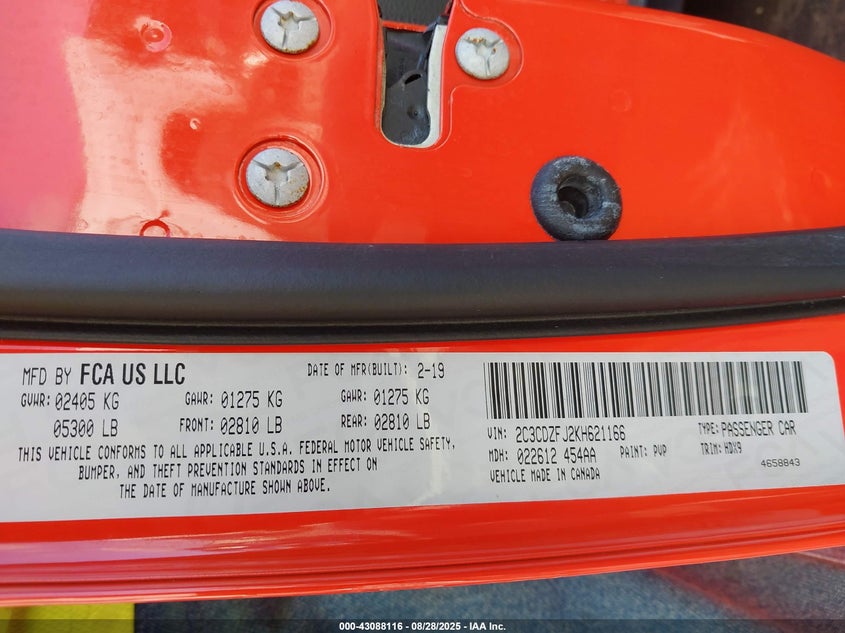 MFD BY FCA US LLC DATE OF MFR(BUILT): 2-19
GVWR: 02405 KG GAWR: 01275 KG GAWR: 01275 KG
05300 LB FRONT: 02810 LB REAR: 02810 LB
THIS VEHICLE CONFORMS TO ALL APPLICABLE U.S.A. FEDERAL MOTOR VEHICLE SAFETY,
BUMPER, AND THEFT PREVENTION STANDARDS IN EFFECT ON
THE DATE OF MANUFACTURE SHOWN ABOVE.
VIN: 2C3CDZFJ2KH621166 TYPE: PASSENGER CAR
MDH: 022612 454AA PAINT: PVP TRIM: HDX9
VEHICLE MADE IN CANADA 4658843
000-43088116 - 08/28/2025 - IAA Inc.